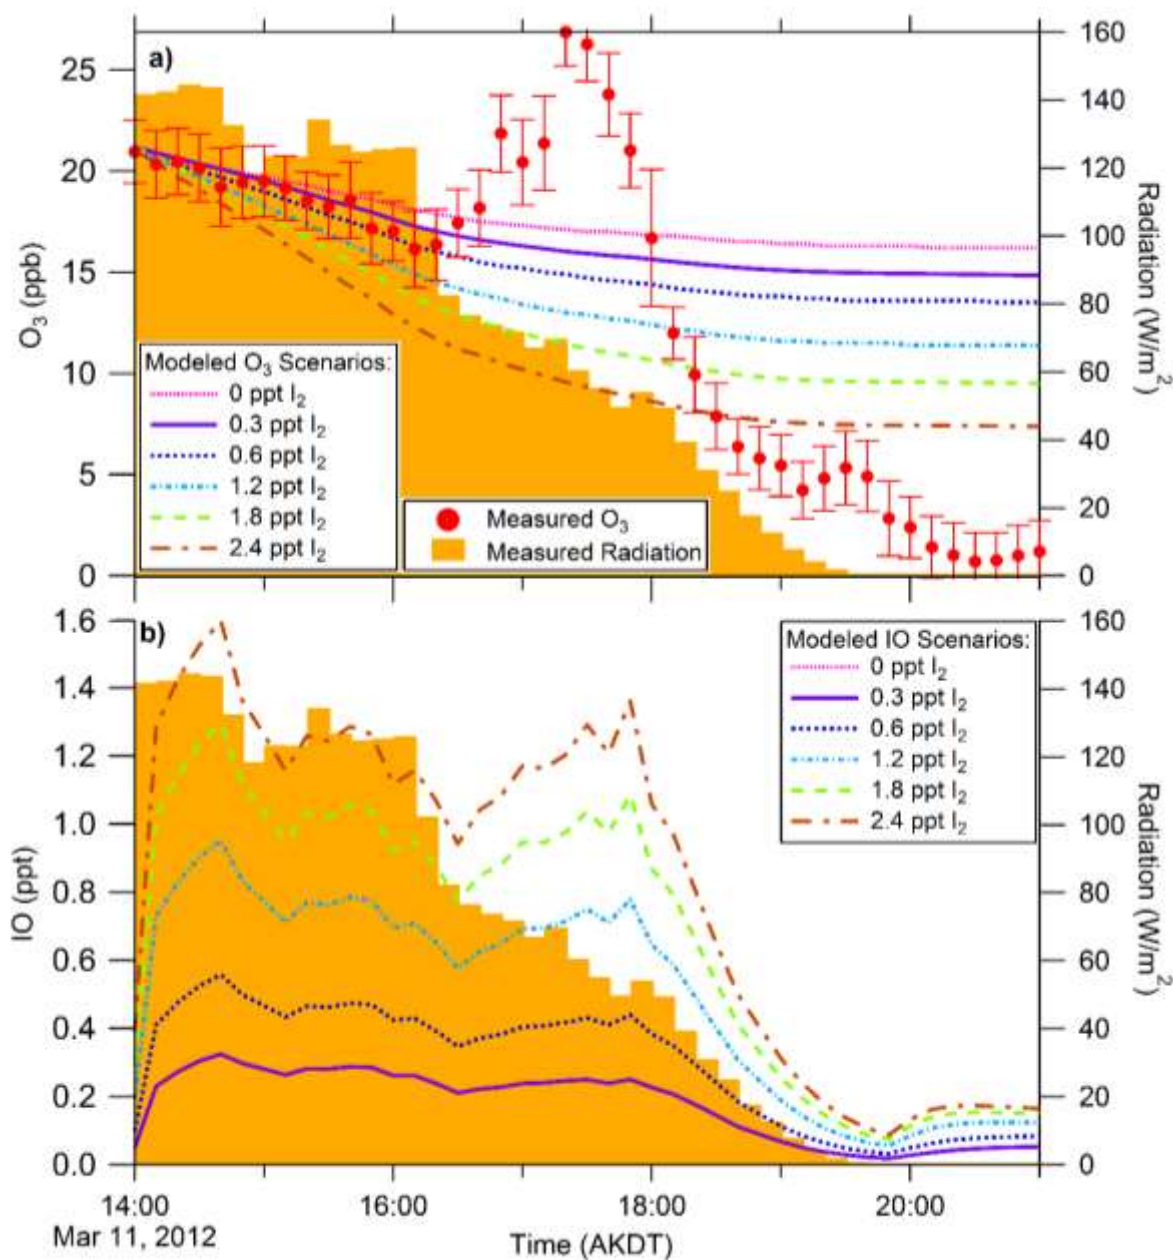 a)
25
20
15
10
5
0
O3 (ppb)
160
140
120
100
80
60
40
20
0
Radiation (W/m2)
Modeled O3 Scenarios:
0 ppt I2
0.3 ppt I2
0.6 ppt I2
1.2 ppt I2
1.8 ppt I2
2.4 ppt I2
Measured O3
Measured Radiation
b)
1.6
1.4
1.2
1.0
0.8
0.6
0.4
0.2
0.0
IO (ppt)
160
140
120
100
80
60
40
20
0
Radiation (W/m2)
Modeled IO Scenarios:
0 ppt I2
0.3 ppt I2
0.6 ppt I2
1.2 ppt I2
1.8 ppt I2
2.4 ppt I2
14:00 16:00 18:00 20:00
Mar 11, 2012
Time (AKDT)